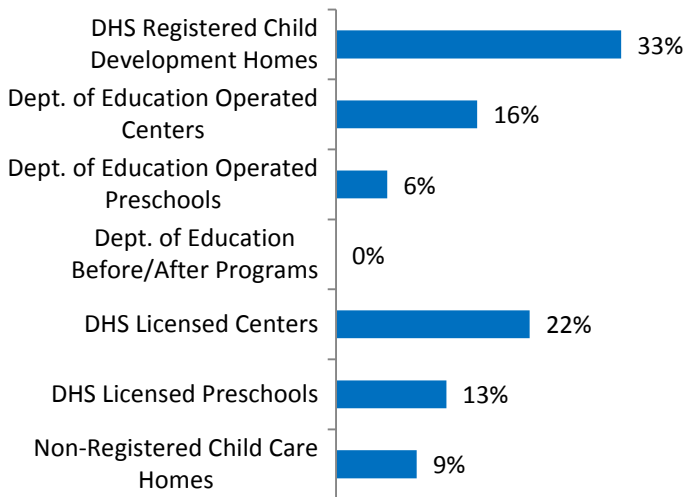 DHS Registered Child
Development Homes
33%
Dept. of Education Operated
Centers
16%
Dept. of Education Operated
Preschools
6%
Dept. of Education
Before/After Programs
0%
DHS Licensed Centers
22%
DHS Licensed Preschools
13%
Non-Registered Child Care
Homes
9%